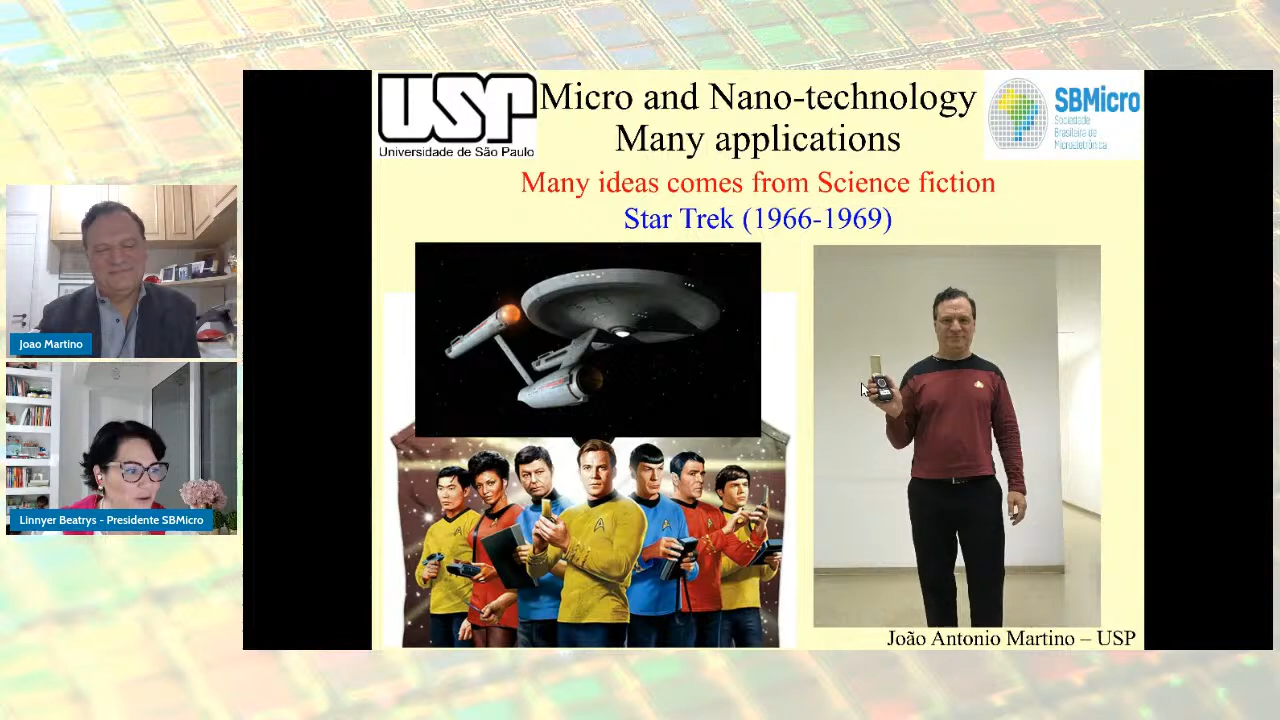 USP
Universidade de São Paulo
Micro and Nano-technology
Many applications
SBMicro
Sociedade
Brasileira de
Microeletrônica
Many ideas comes from Science fiction
Star Trek (1966-1969)
Joao Martino
Linnyer Beatrys - Presidente SBMicro
João Antonio Martino – USP